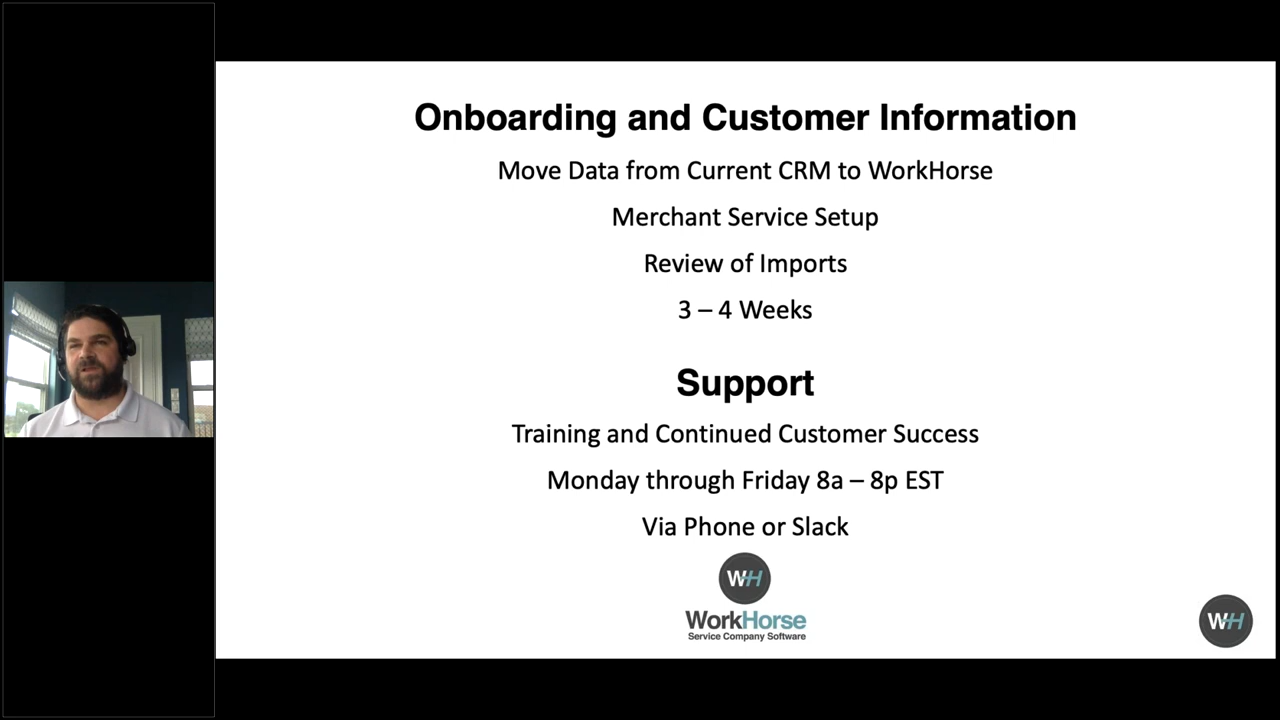 Onboarding and Customer Information
Move Data from Current CRM to WorkHorse
Merchant Service Setup
Review of Imports
3 – 4 Weeks
Support
Training and Continued Customer Success
Monday through Friday 8a – 8p EST
Via Phone or Slack
WH
WorkHorse
Service Company Software
WH